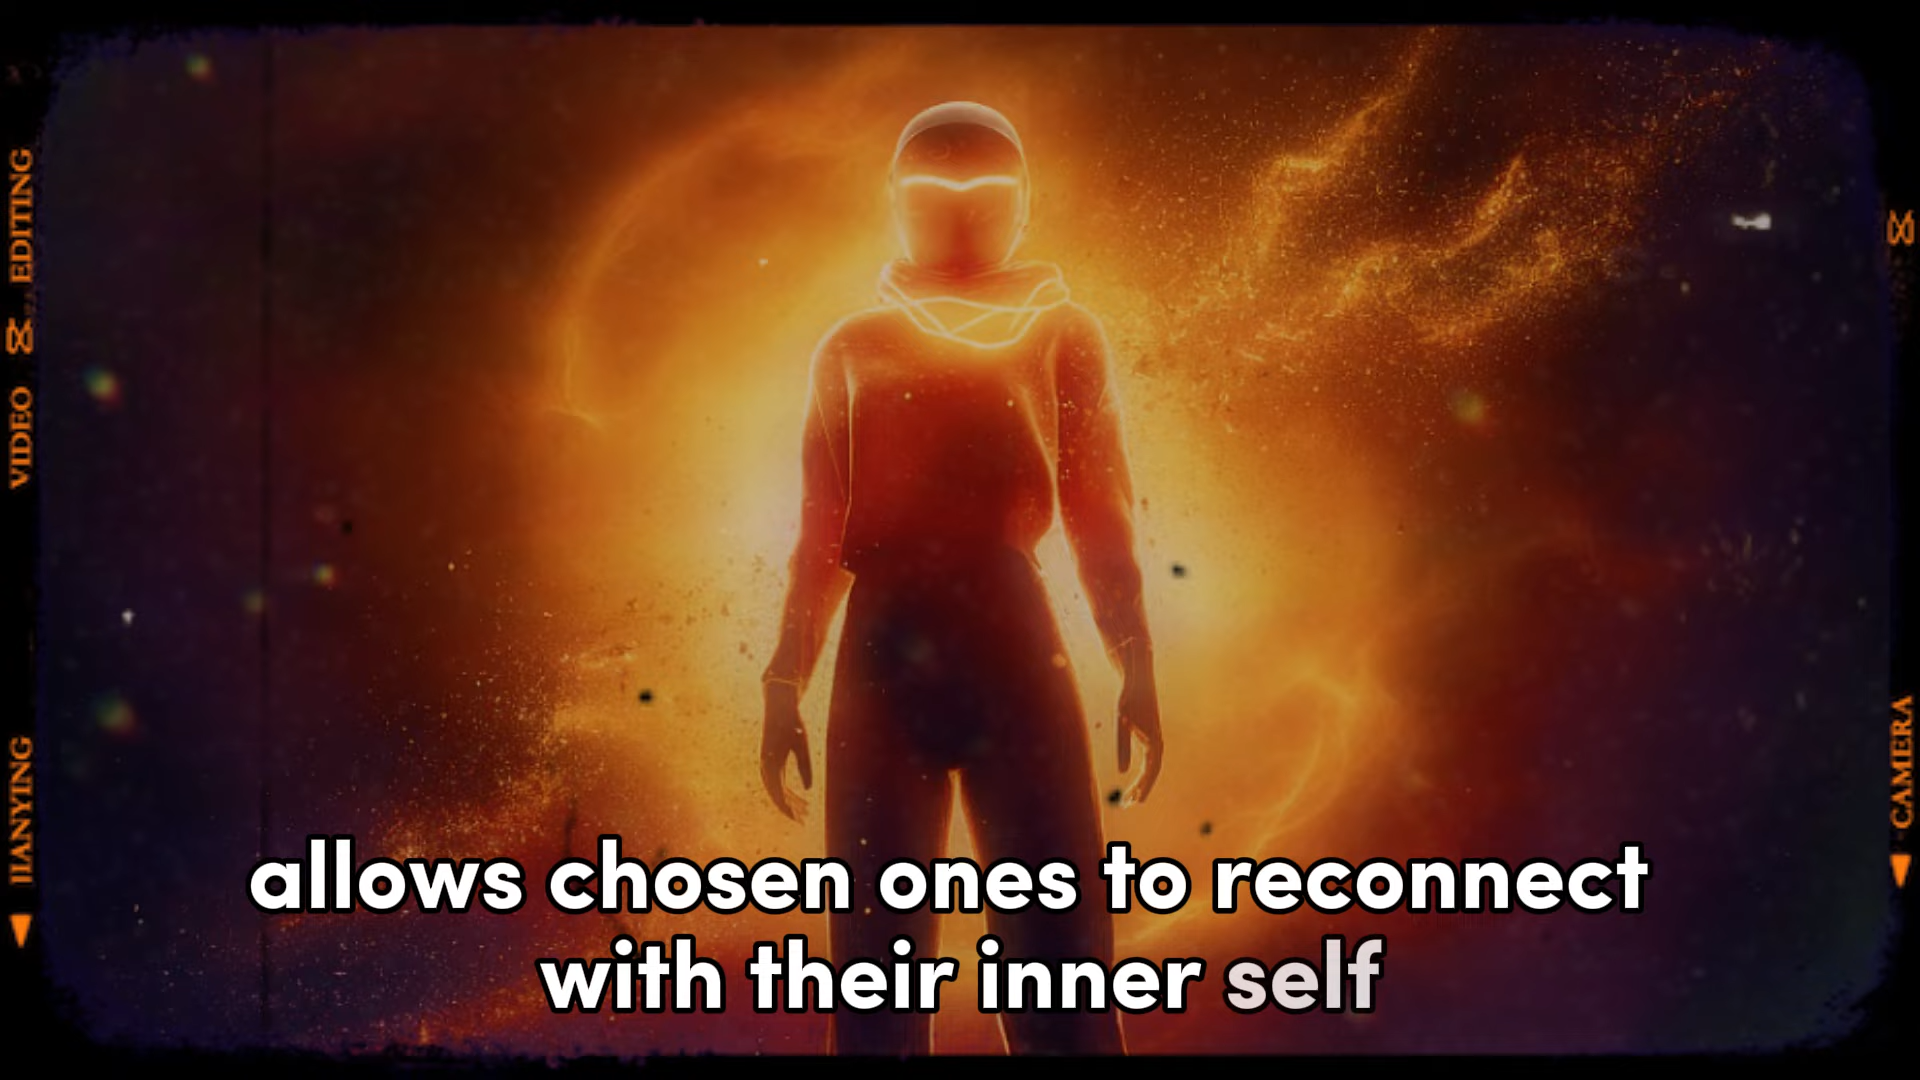 VIDEO EDITING
JIANYING
CAMERA
allows chosen ones to reconnect
with their inner self